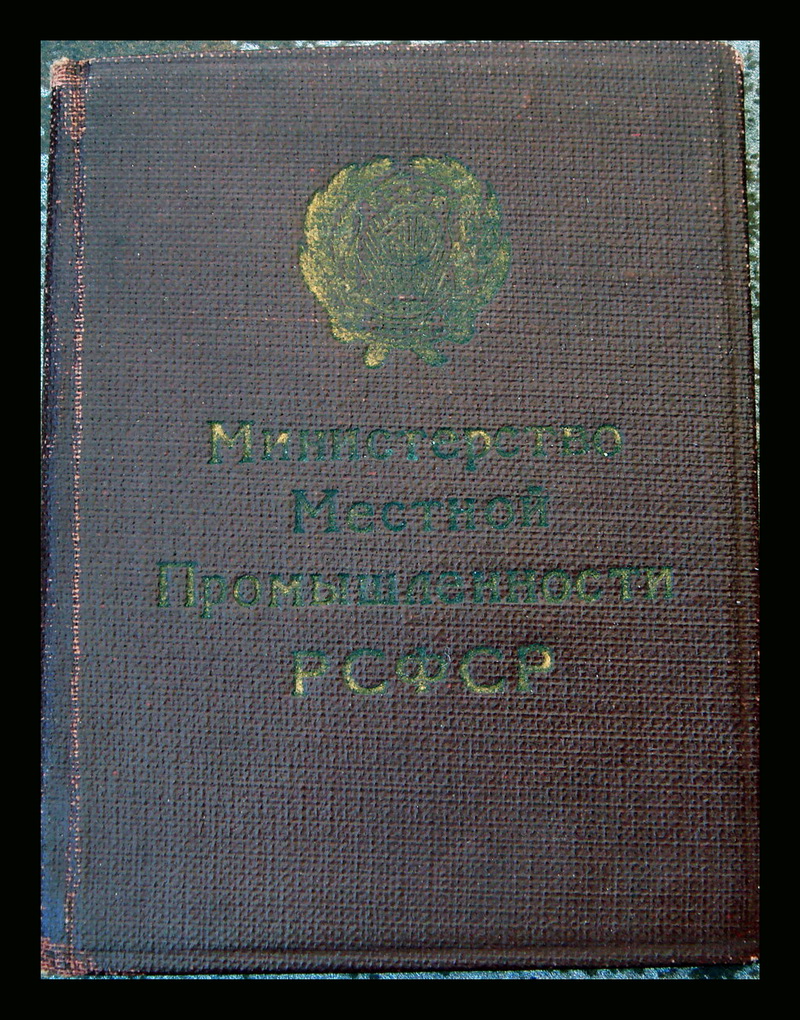 Министерство
Местной
Промышленности
РСФСР